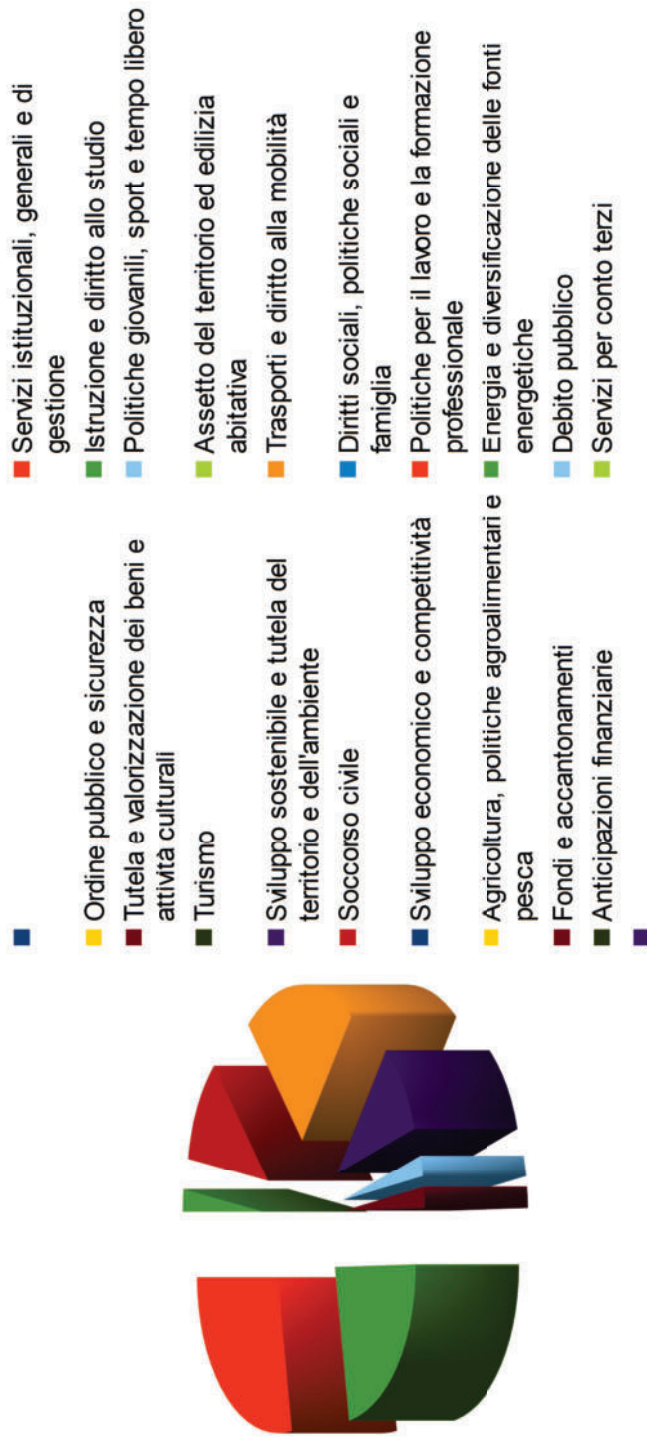 Servizi istituzionali, generali e di
gestione
Ordine pubblico e sicurezza
Istruzione e diritto allo studio
Tutela e valorizzazione dei beni e
attività culturali
Politiche giovanili, sport e tempo libero
Turismo
Assetto del territorio ed edilizia
abitativa
Sviluppo sostenibile e tutela del
territorio e dell'ambiente
Trasporti e diritto alla mobilità
Soccorso civile
Diritti sociali, politiche sociali e
famiglia
Sviluppo economico e competitività
Politiche per il lavoro e la formazione
professionale
Agricoltura, politiche agroalimentari e
pesca
Energia e diversificazione delle fonti
energetiche
Fondi e accantonamenti
Debito pubblico
Anticipazioni finanziarie
Servizi per conto terzi